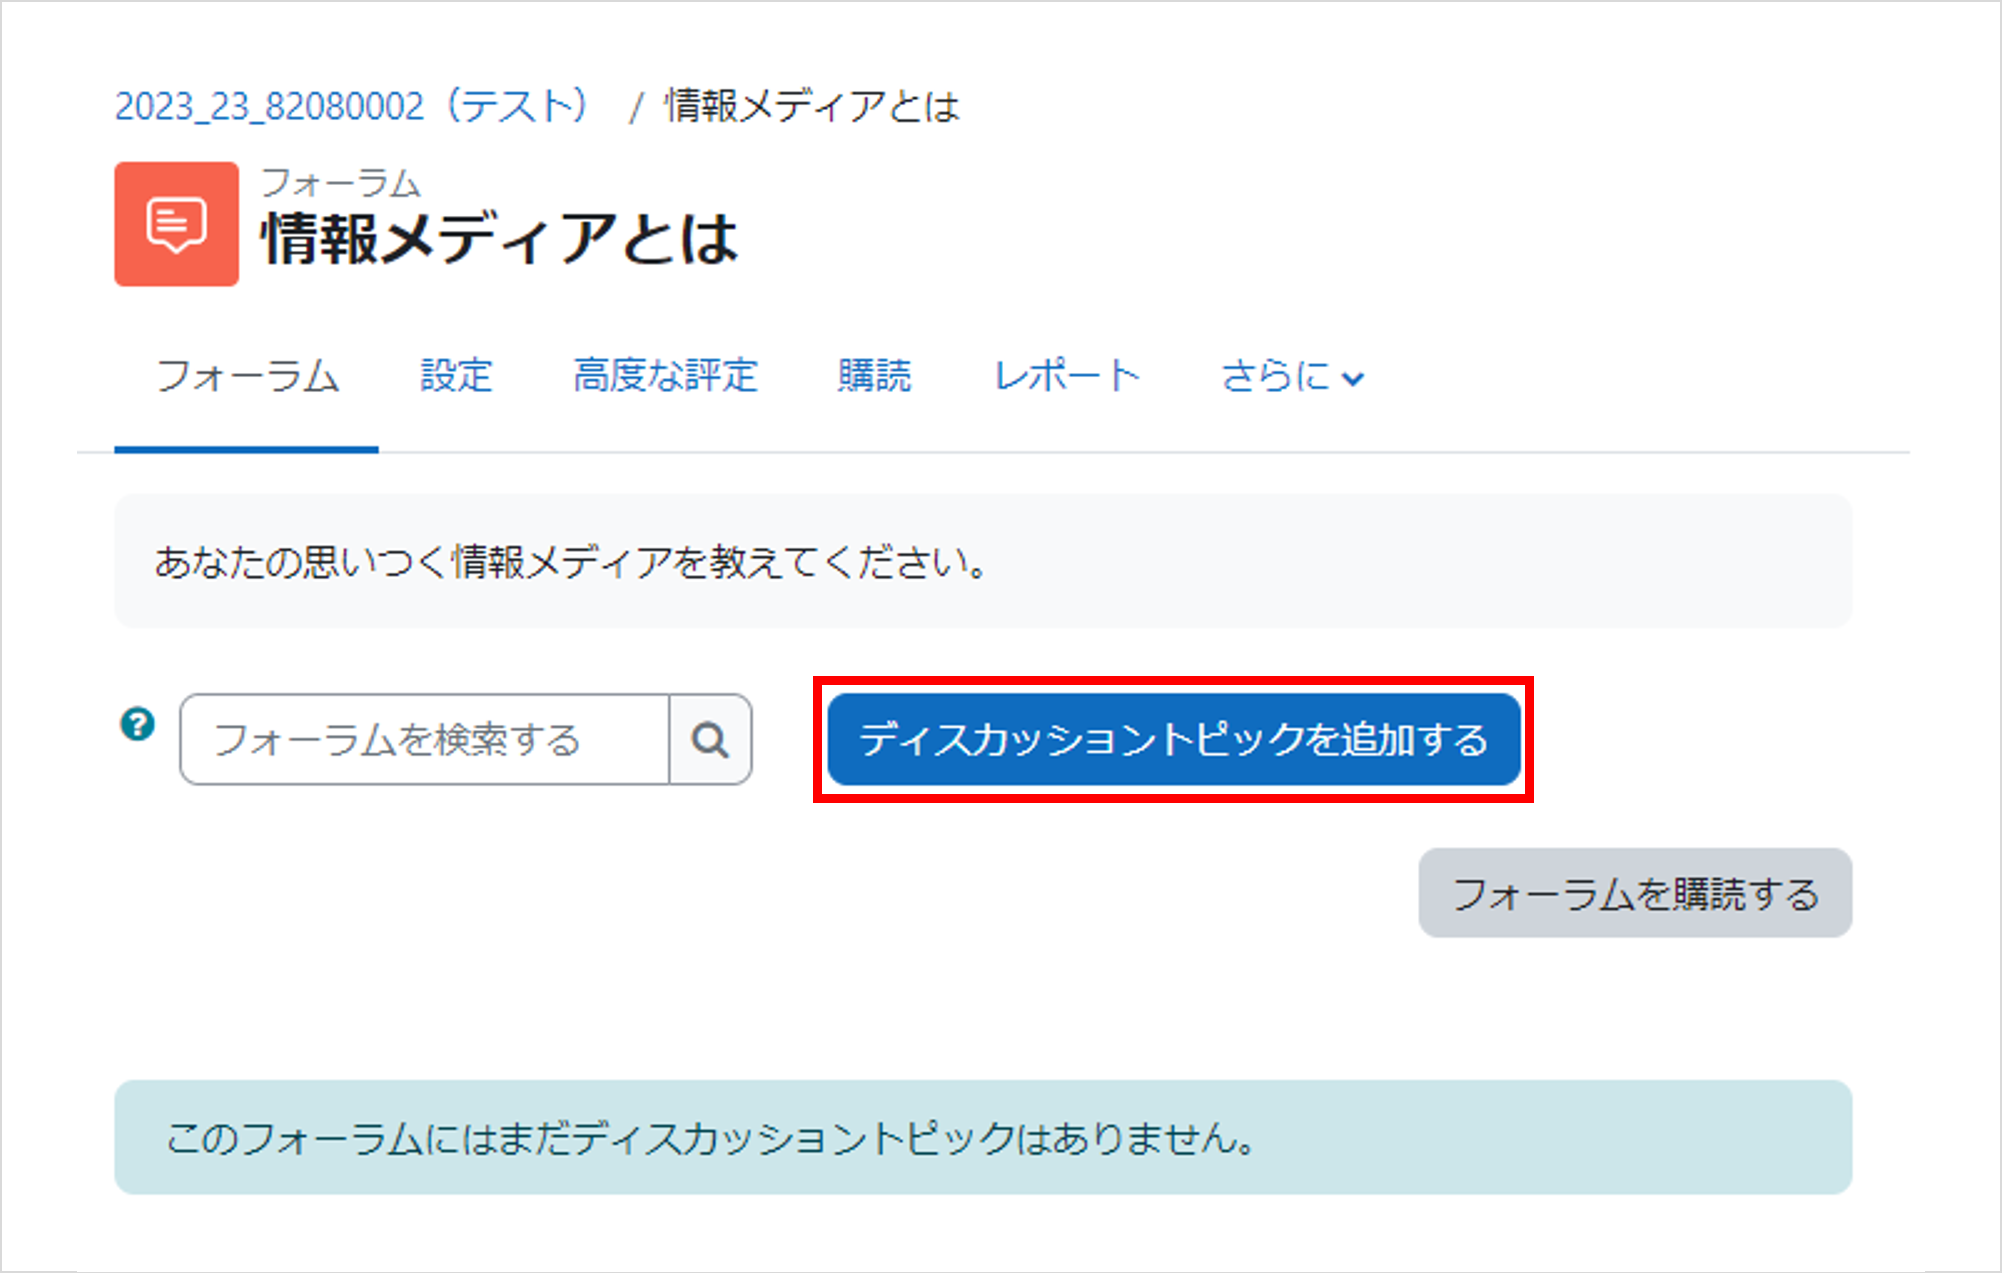 2023_23_82080002（テスト） / 情報メディアとは
フォーラム
情報メディアとは
フォーラム 設定 高度な評定 購読 レポート さらに
あなたの思いつく情報メディアを教えてください。
? フォーラムを検索する ディスカッショントピックを追加する
フォーラムを購読する
このフォーラムにはまだディスカッショントピックはありません。